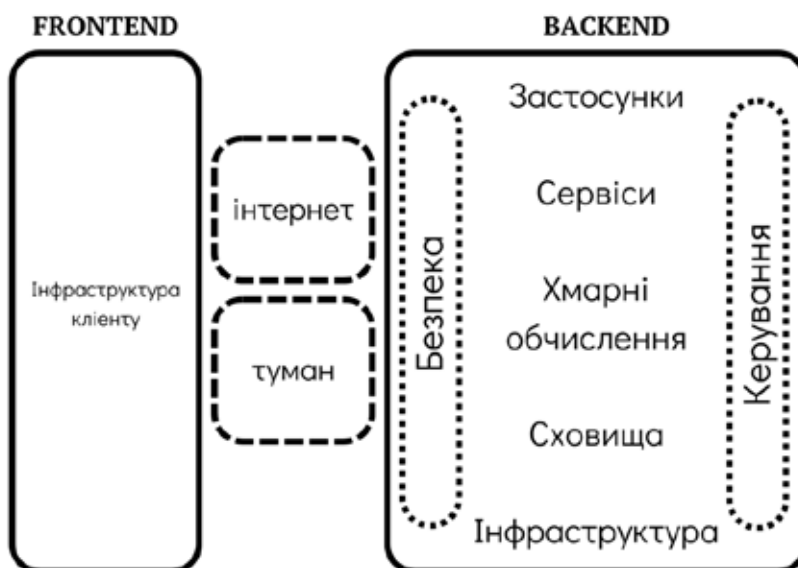 FRONTEND
BACKEND
Інфраструктура
клієнту
інтернет
туман
Безпека
Застосунки
Сервіси
Хмарні
обчислення
Сховища
Інфраструктура
Керування